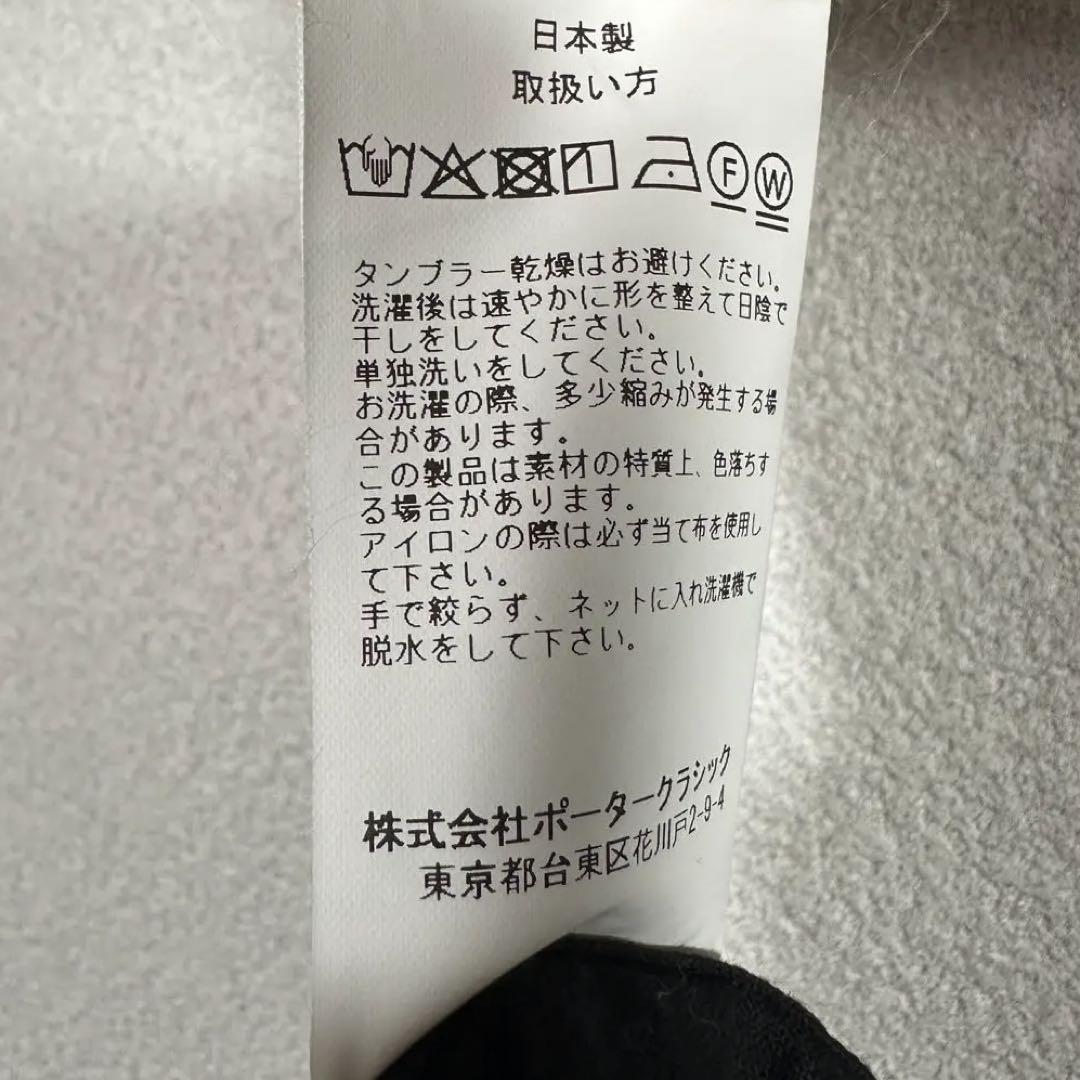 日本製
取扱い方
F W
タンブラー乾燥はお避けください。
洗濯後は速やかに形を整えて日陰で
干しをしてください。
単独洗いをしてください。
お洗濯の際、多少縮みが発生する場
合があります。
この製品は素材の特質上、色落ちす
る場合があります。
アイロンの際は必ず当て布を使用し
て下さい。
手で絞らず、ネットに入れ洗濯機で
脱水をして下さい。
株式会社ポータークラシック
東京都台東区花川戸2-9-4